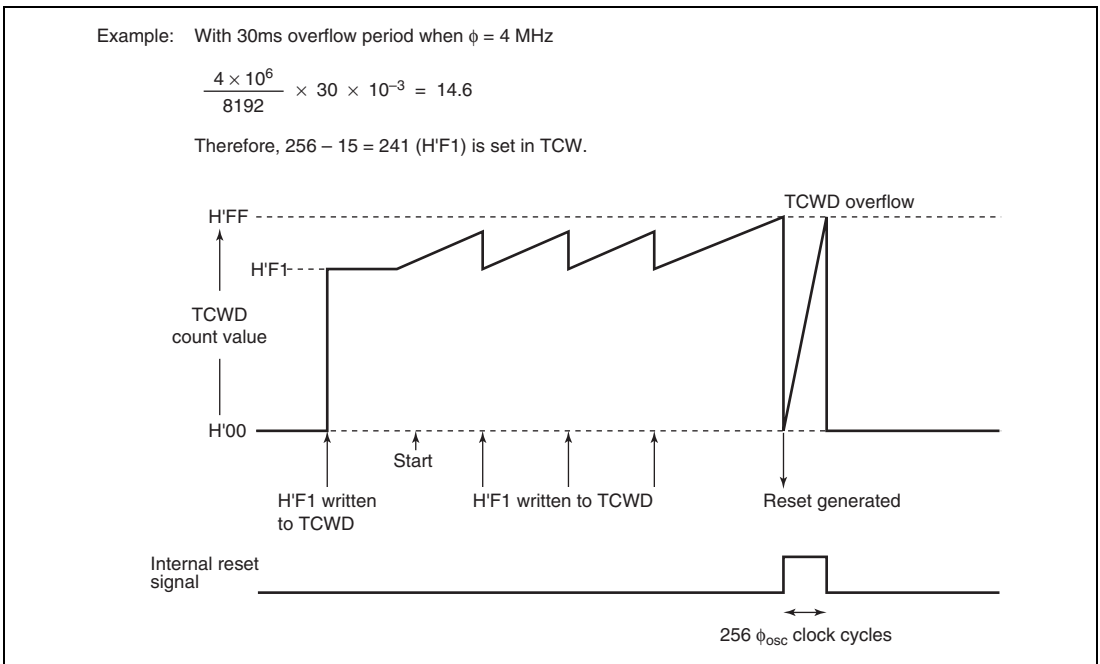 Example: With 30ms overflow period when ϕ = 4 MHz
4 × 10⁶
8192
× 30 × 10⁻³ = 14.6
Therefore, 256 – 15 = 241 (H'F1) is set in TCW.
TCWD overflow
H'FF
H'F1
TCWD
count value
H'00
Start
H'F1 written
to TCWD
H'F1 written to TCWD
Reset generated
Internal reset
signal
256 ϕosc clock cycles